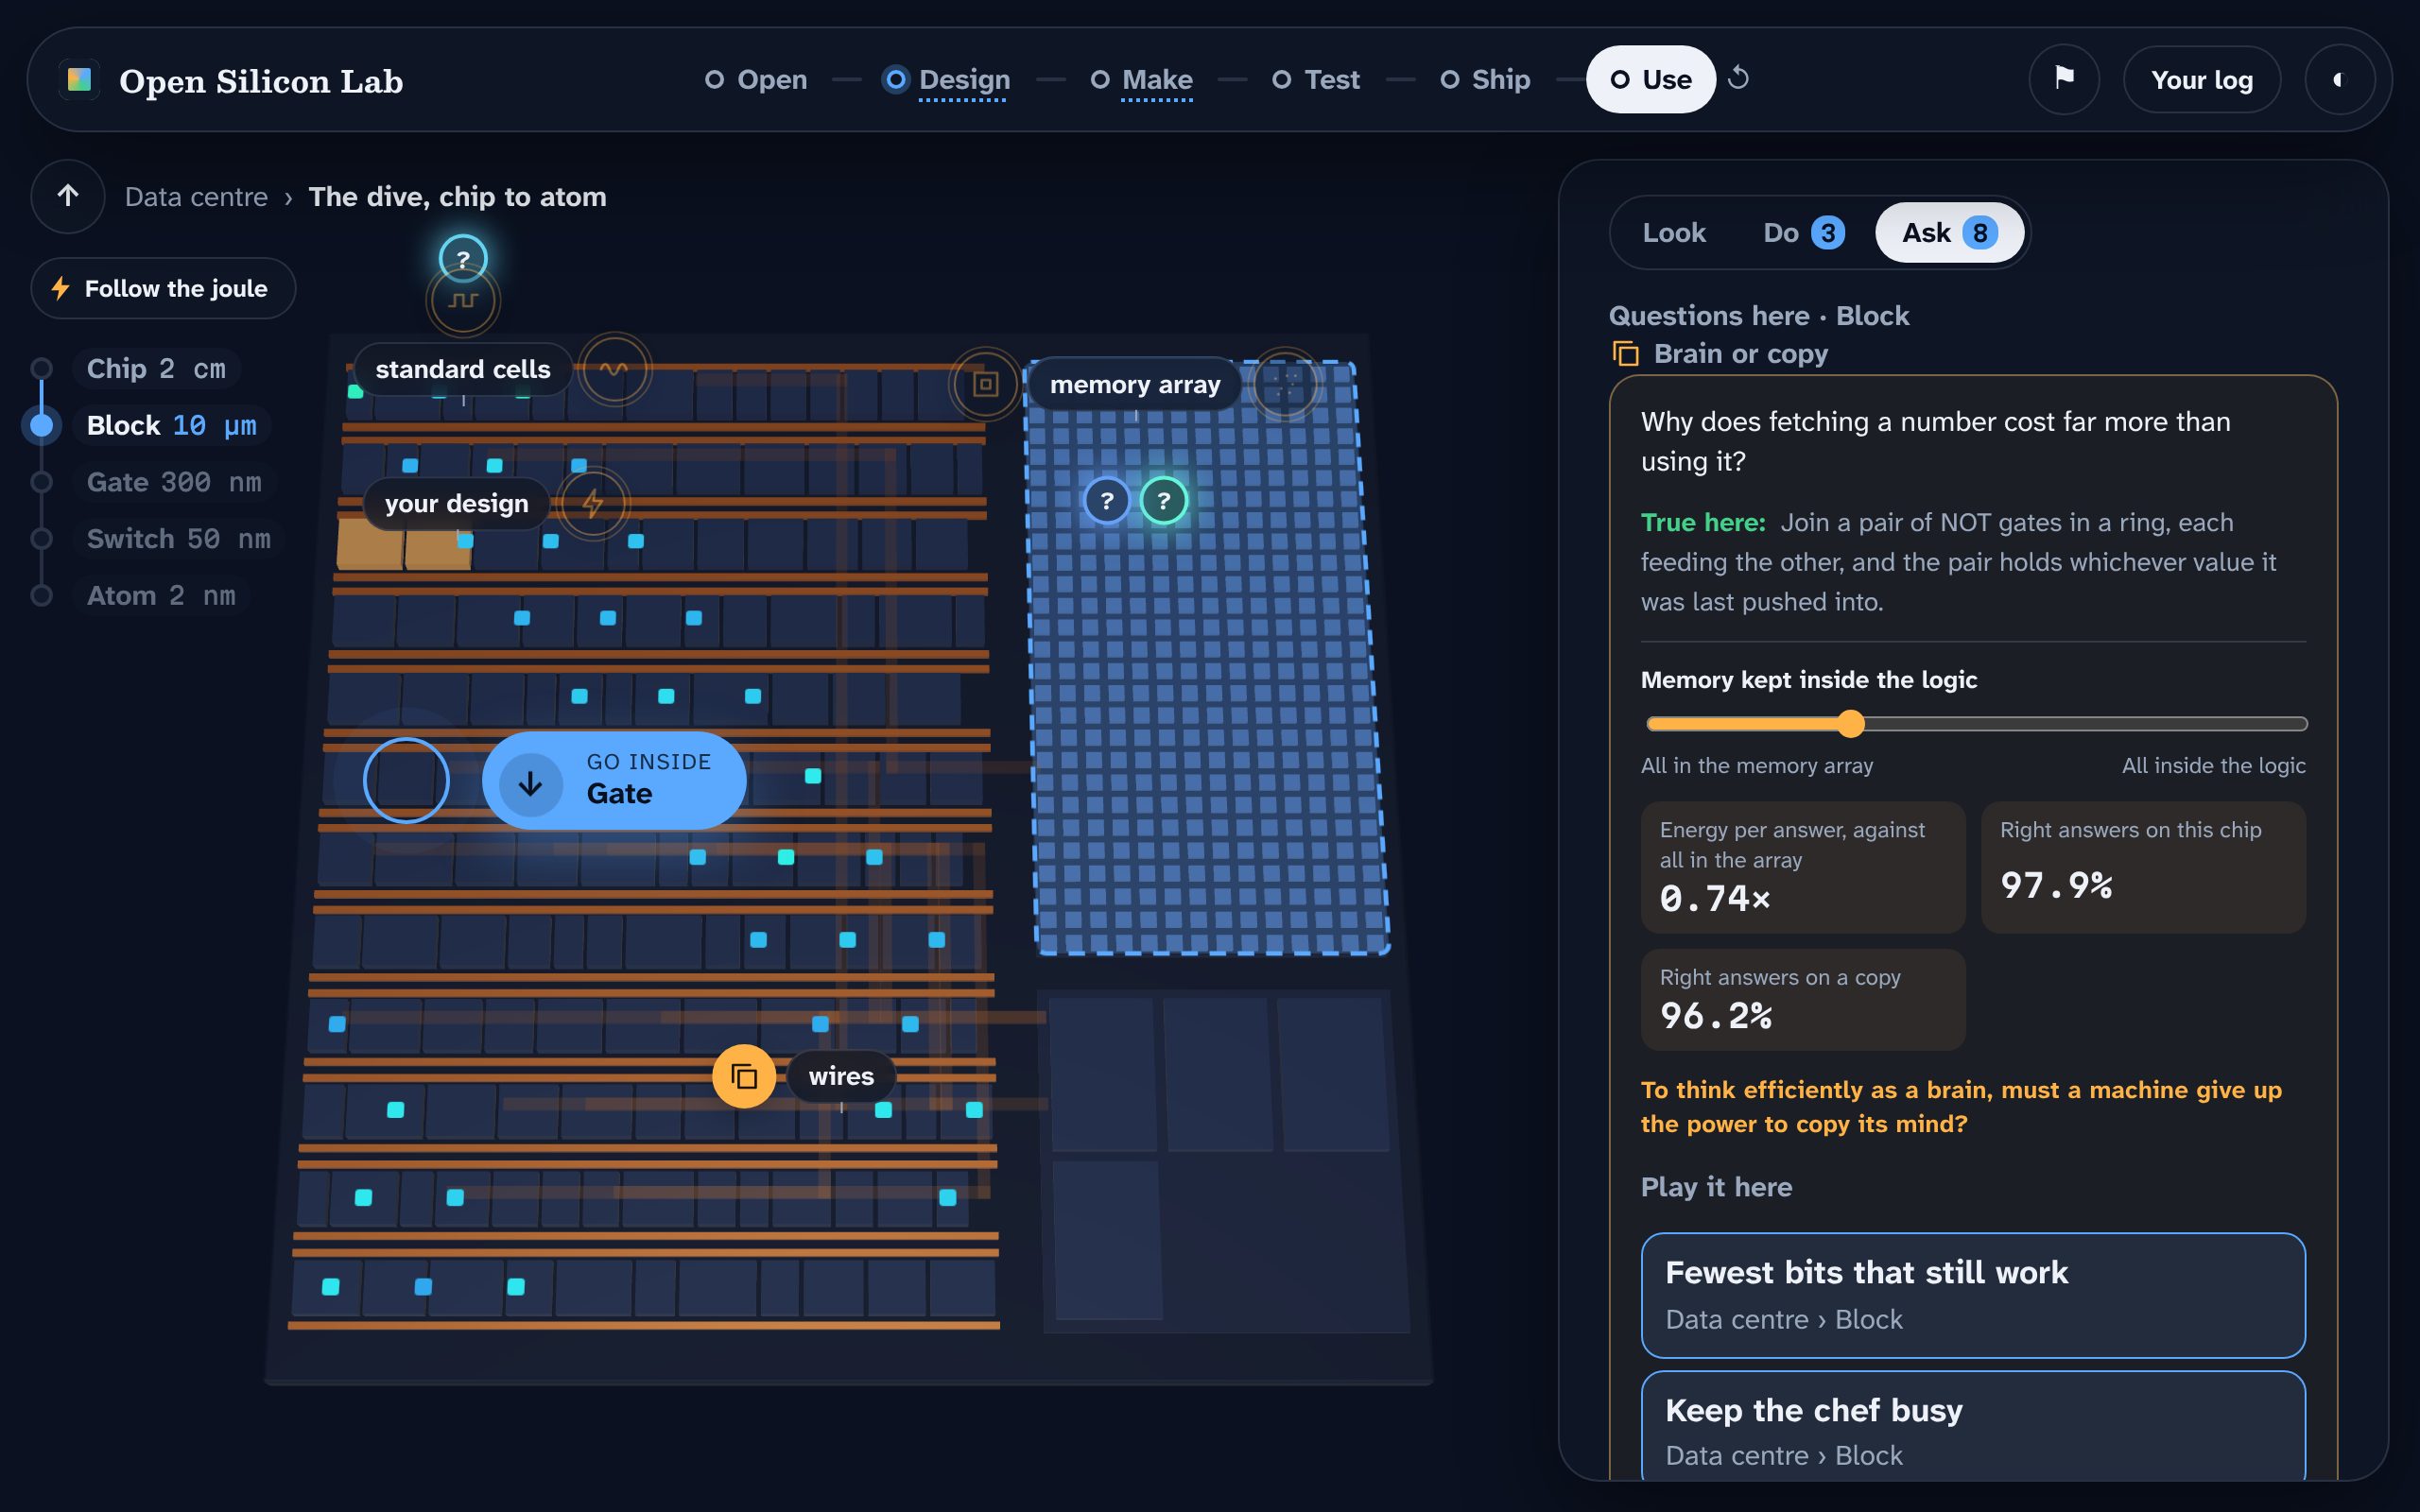 Open Silicon Lab
Open
Design
Make
Test
Ship
Use
Your log
Data centre › The dive, chip to atom
Follow the joule
Chip 2 cm
Block 10 µm
Gate 300 nm
Switch 50 nm
Atom 2 nm
?
standard cells
memory array
your design
? ?
GO INSIDE
Gate
wires
Look
Do 3
Ask 8
Questions here · Block
Brain or copy
Why does fetching a number cost far more than
using it?
True here: Join a pair of NOT gates in a ring, each
feeding the other, and the pair holds whichever value it
was last pushed into.
Memory kept inside the logic
All in the memory array
All inside the logic
Energy per answer, against
all in the array
0.74×
Right answers on this chip
97.9%
Right answers on a copy
96.2%
To think efficiently as a brain, must a machine give up
the power to copy its mind?
Play it here
Fewest bits that still work
Data centre › Block
Keep the chef busy
Data centre › Block